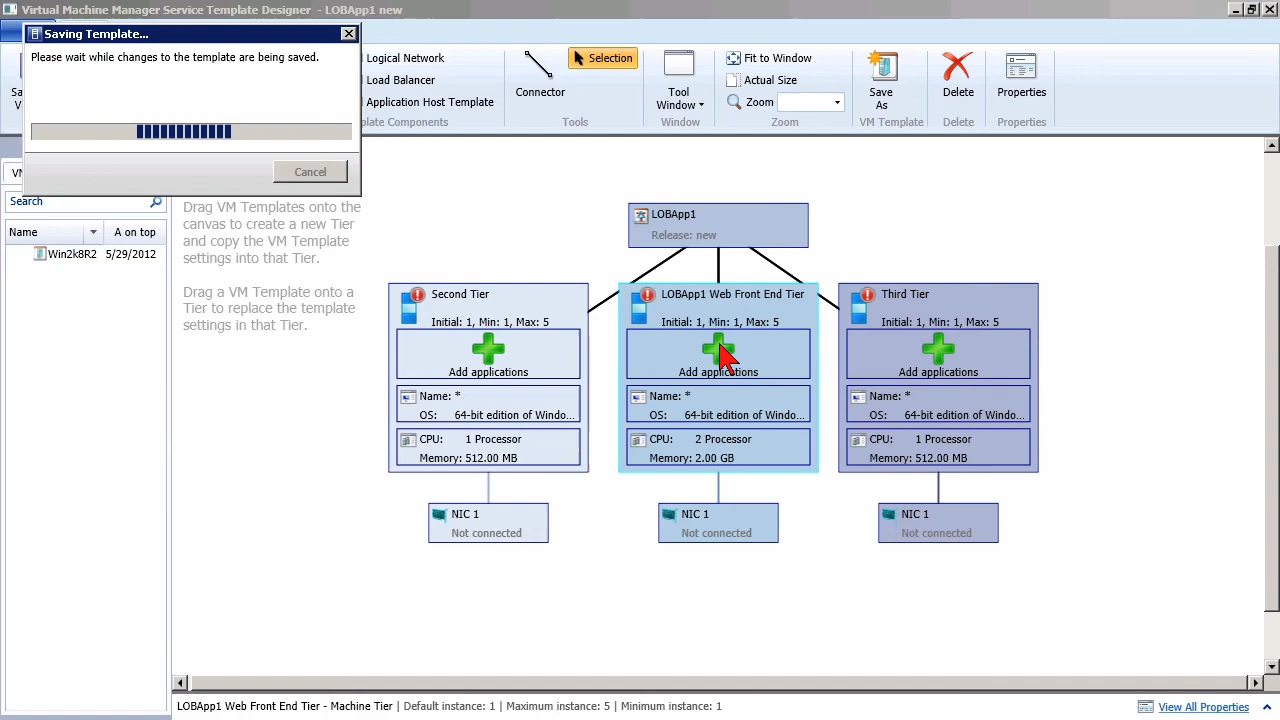 Virtual Machine Manager Service Template Designer - LOBApp1 new
Saving Template...
Please wait while changes to the template are being saved.
Cancel
Logical Network
Load Balancer
Application Host Template
Connector
Selection
Tools
Tool
Window
Window
Fit to Window
Actual Size
Zoom
Zoom
Save
As
VM Template
Delete
Delete
Properties
Properties
Search
Name
A on top
Win2k8R2
5/29/2012
Drag VM Templates onto the
canvas to create a new Tier
and copy the VM Template
settings into that Tier.
Drag a VM Template onto a
Tier to replace the template
settings in that Tier.
LOBApp1
Release: new
Second Tier
Initial: 1, Min: 1, Max: 5
Add applications
Name: *
OS: 64-bit edition of Windo...
CPU: 1 Processor
Memory: 512.00 MB
NIC 1
Not connected
LOBApp1 Web Front End Tier
Initial: 1, Min: 1, Max: 5
Add applications
Name: *
OS: 64-bit edition of Windo...
CPU: 2 Processor
Memory: 2.00 GB
NIC 1
Not connected
Third Tier
Initial: 1, Min: 1, Max: 5
Add applications
Name: *
OS: 64-bit edition of Windo...
CPU: 1 Processor
Memory: 512.00 MB
NIC 1
Not connected
LOBApp1 Web Front End Tier - Machine Tier | Default instance: 1 | Maximum instance: 5 | Minimum instance: 1
View All Properties